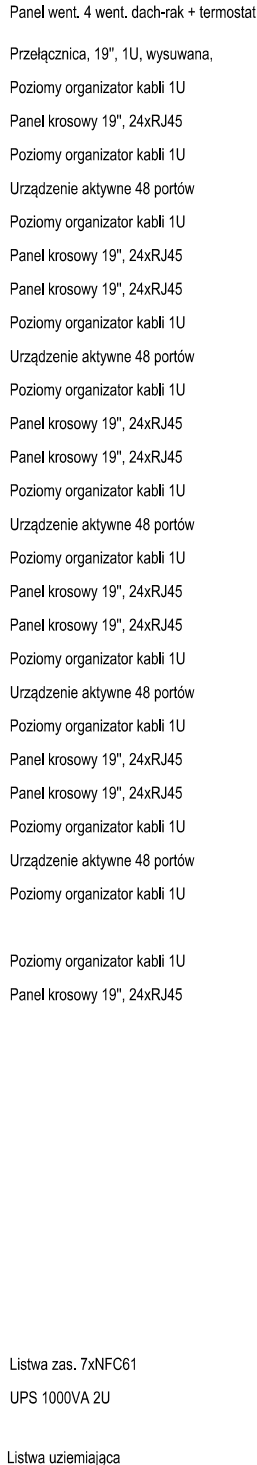 Panel went. 4 went. dach-rak + termostat
Przełącznica, 19", 1U, wysuwana,
Poziomy organizator kabli 1U
Panel krosowy 19", 24xRJ45
Poziomy organizator kabli 1U
Urządzenie aktywne 48 portów
Poziomy organizator kabli 1U
Panel krosowy 19", 24xRJ45
Panel krosowy 19", 24xRJ45
Poziomy organizator kabli 1U
Urządzenie aktywne 48 portów
Poziomy organizator kabli 1U
Panel krosowy 19", 24xRJ45
Panel krosowy 19", 24xRJ45
Poziomy organizator kabli 1U
Urządzenie aktywne 48 portów
Poziomy organizator kabli 1U
Panel krosowy 19", 24xRJ45
Panel krosowy 19", 24xRJ45
Poziomy organizator kabli 1U
Urządzenie aktywne 48 portów
Poziomy organizator kabli 1U
Panel krosowy 19", 24xRJ45
Panel krosowy 19", 24xRJ45
Poziomy organizator kabli 1U
Urządzenie aktywne 48 portów
Poziomy organizator kabli 1U
Poziomy organizator kabli 1U
Panel krosowy 19", 24xRJ45
Listwa zas. 7xNFC61
UPS 1000VA 2U
Listwa uziemiająca